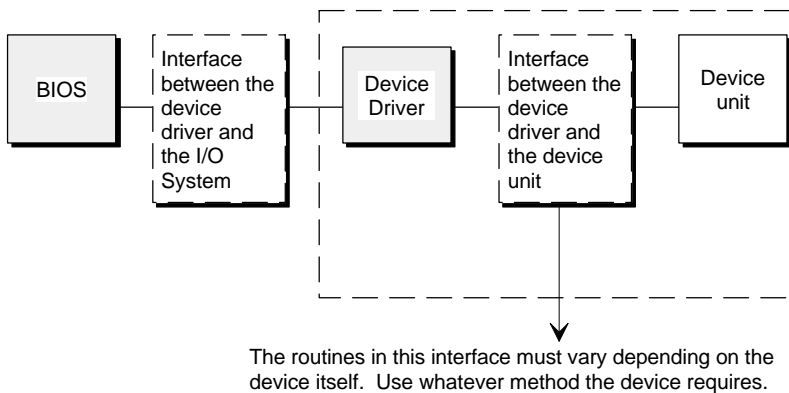 BIOS
Interface
between the
device
driver and
the I/O
System
Device
Driver
Interface
between the
device
driver and
the device
unit
Device
unit
The routines in this interface must vary depending on the
device itself.  Use whatever method the device requires.